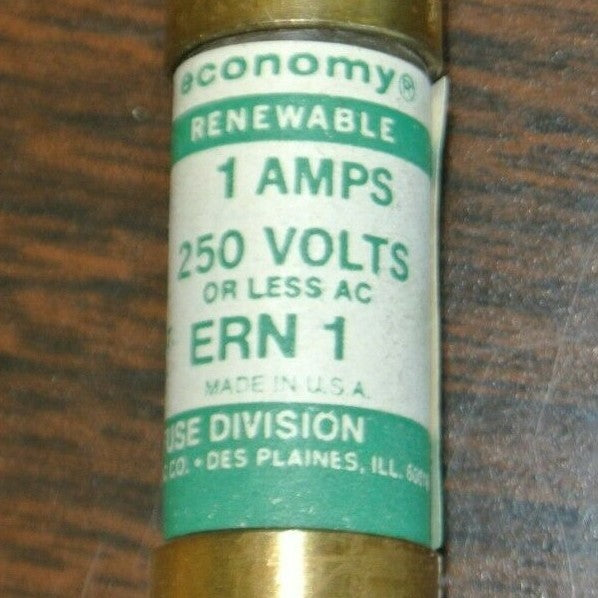 economy®
RENEWABLE
1 AMPS
250 VOLTS
OR LESS AC
ERN 1
MADE IN U.S.A.
USE DIVISION
CO. • DES PLAINES, ILL.